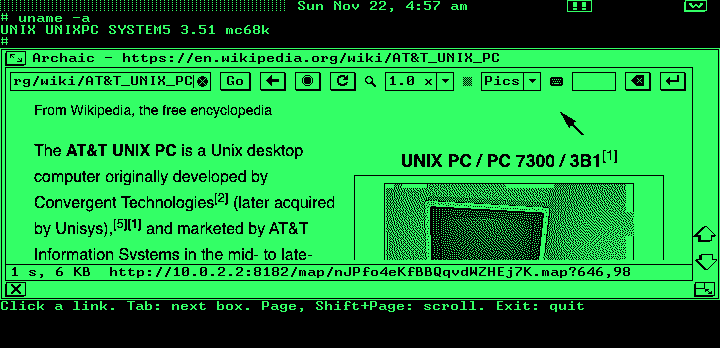 Sun Nov 22, 4:57 am !! W
# uname -a
UNIX UNIXPC SYSTEM5 3.51 mc68k
#
Archaic - https://en.wikipedia.org/wiki/AT&T_UNIX_PC
rg/wiki/AT&T_UNIX_PC Go C 1.0 x Pics
From Wikipedia, the free encyclopedia
The AT&T UNIX PC is a Unix desktop
computer originally developed by
Convergent Technologies[2] (later acquired
by Unisys),[5][1] and marketed by AT&T
Information Systems in the mid- to late-
UNIX PC / PC 7300 / 3B1[1]
1 s, 6 KB http://10.0.2.2:8182/map/nJPfo4eKfBBQqvdWZHEj7K.map?646,98
Click a link. Tab: next box. Page, Shift+Page: scroll. Exit: quit